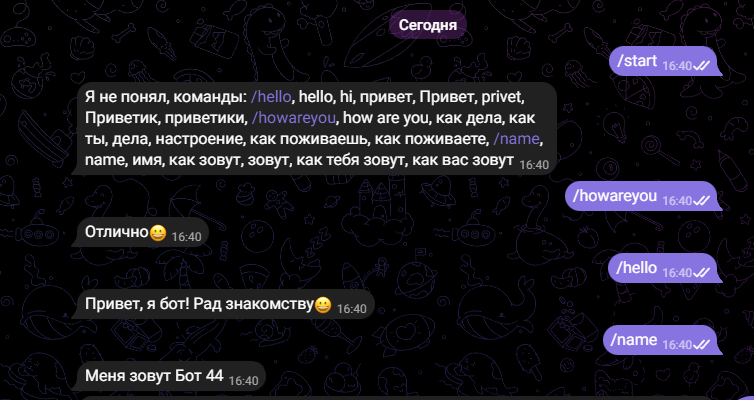 Сегодня
/start 16:40
Я не понял, команды: /hello, hello, hi, привет, Привет, privet,
Приветик, приветики, /howareyou, how are you, как дела, как
ты, дела, настроение, как поживаешь, как поживаете, /name,
name, имя, как зовут, зовут, как тебя зовут, как вас зовут 16:40
/howareyou 16:40
Отлично😀 16:40
/hello 16:40
Привет, я бот! Рад знакомству😀 16:40
/name 16:40
Меня зовут Бот 44 16:40